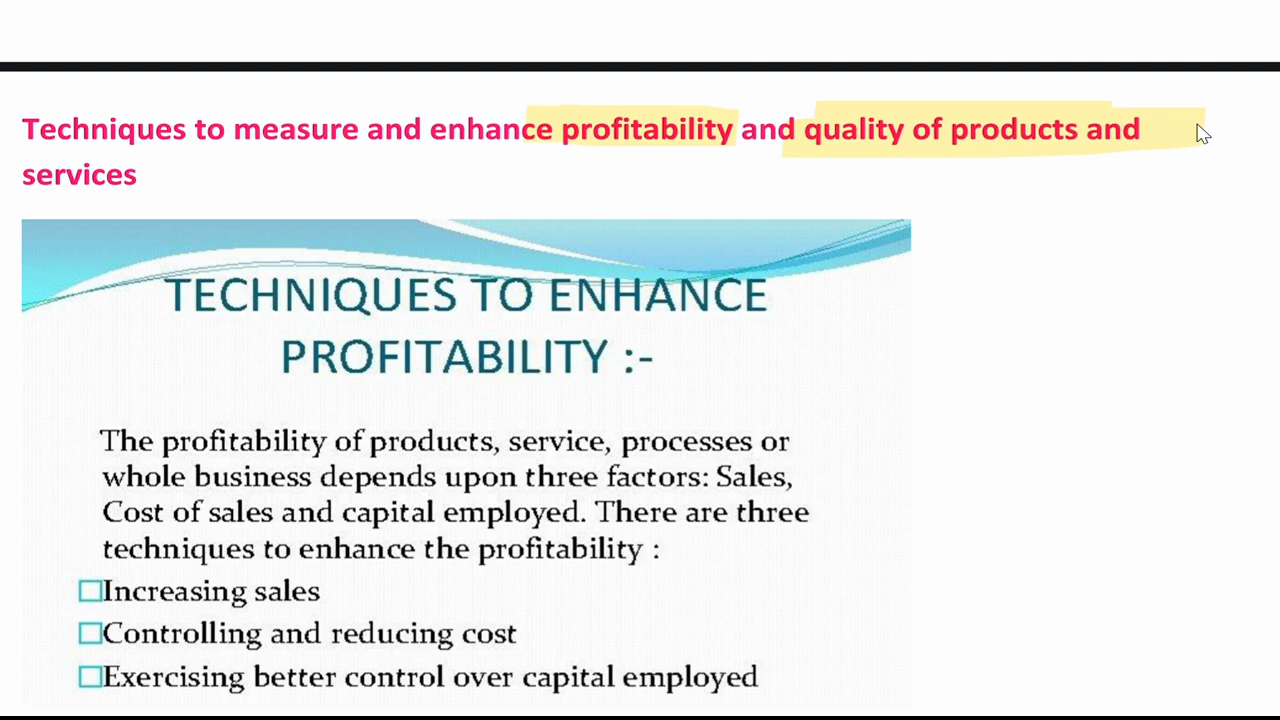 Techniques to measure and enhance profitability and quality of products and
services
TECHNIQUES TO ENHANCE
PROFITABILITY :-
The profitability of products, service, processes or
whole business depends upon three factors: Sales,
Cost of sales and capital employed. There are three
techniques to enhance the profitability :
Increasing sales
Controlling and reducing cost
Exercising better control over capital employed